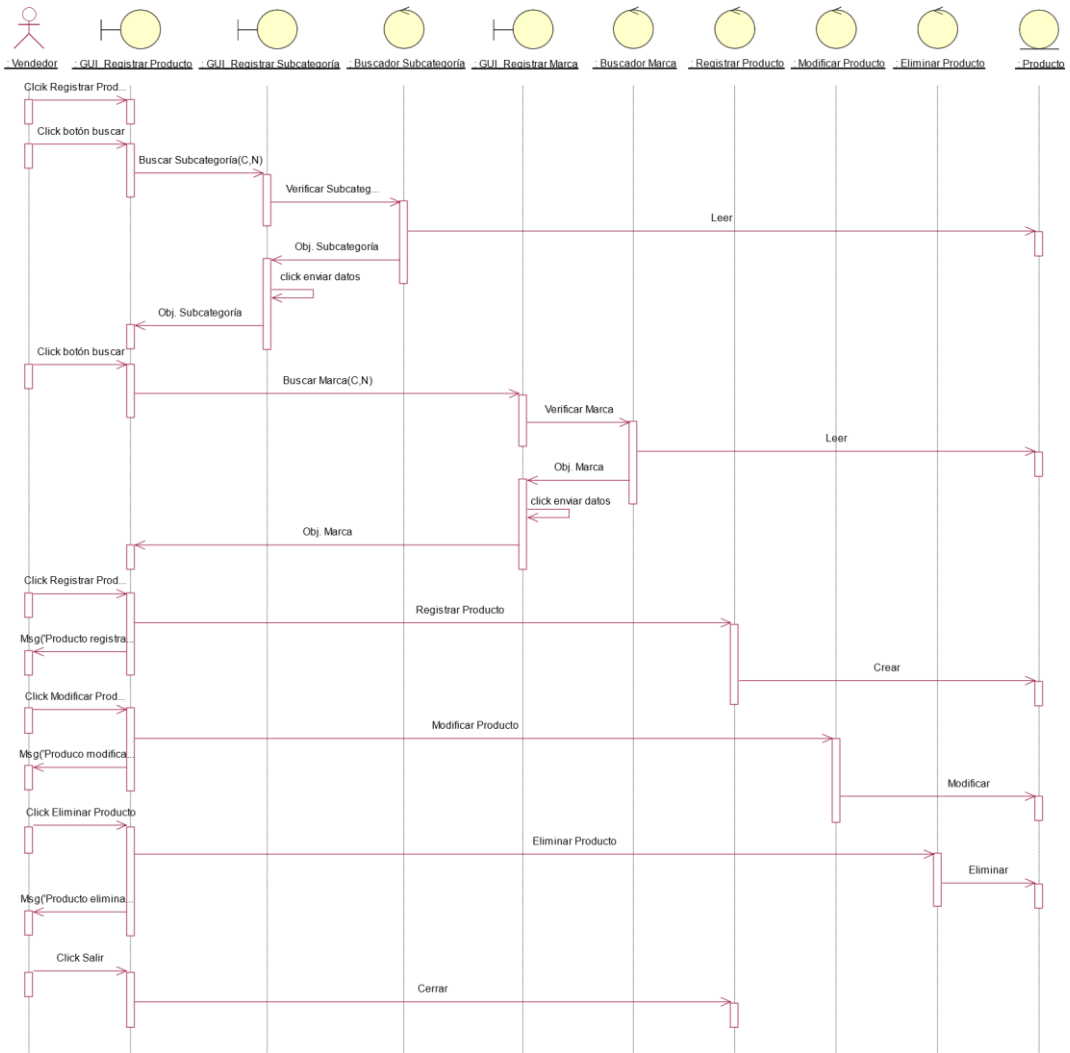 : Vendedor
: GUI_Registrar Producto
: GUI_Registrar Subcategoría
: Buscador Subcategoría
: GUI_Registrar Marca
: Buscador Marca
: Registrar Producto
: Modificar Producto
: Eliminar Producto
: Producto
Clcik Registrar Prod...
Click botón buscar
Buscar Subcategoría(C,N)
Verificar Subcateg...
Leer
Obj. Subcategoría
click enviar datos
Obj. Subcategoría
Click botón buscar
Buscar Marca(C,N)
Verificar Marca
Leer
Obj. Marca
click enviar datos
Obj. Marca
Click Registrar Prod...
Registrar Producto
Msg("Producto registra...
Crear
Click Modificar Prod...
Modificar Producto
Msg("Produco modifica...
Modificar
Click Eliminar Producto
Eliminar Producto
Eliminar
Msg("Producto elimina...
Click Salir
Cerrar